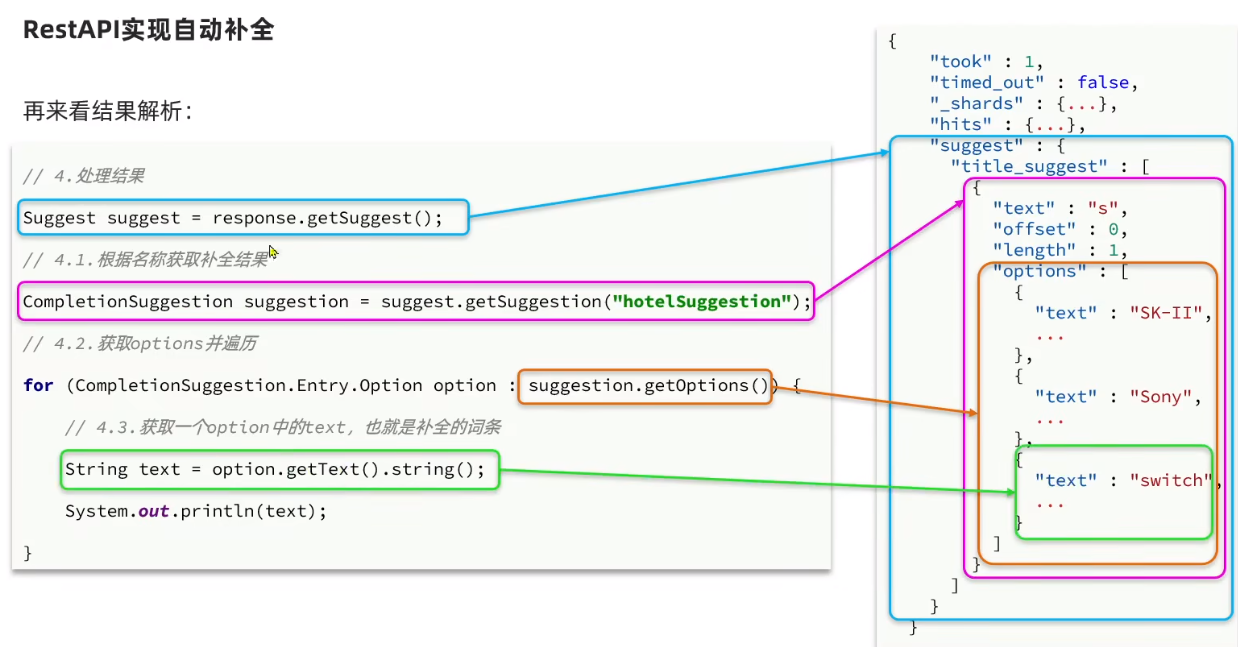 RestAPI实现自动补全
再来看结果解析：
// 4.处理结果
Suggest suggest = response.getSuggest();
// 4.1.根据名称获取补全结果
CompletionSuggestion suggestion = suggest.getSuggestion("hotelSuggestion");
// 4.2.获取options并遍历
for (CompletionSuggestion.Entry.Option option : suggestion.getOptions()) {
// 4.3.获取一个option中的text，也就是补全的词条
String text = option.getText().string();
System.out.println(text);
}
{
"took" : 1,
"timed_out" : false,
"_shards" : {...},
"hits" : {...},
"suggest" : {
"title_suggest" : [
{
"text" : "s",
"offset" : 0,
"length" : 1,
"options" : [
{
"text" : "SK-II",
...
},
{
"text" : "Sony",
...
},
{
"text" : "switch",
...
}
]
}
]
}
}